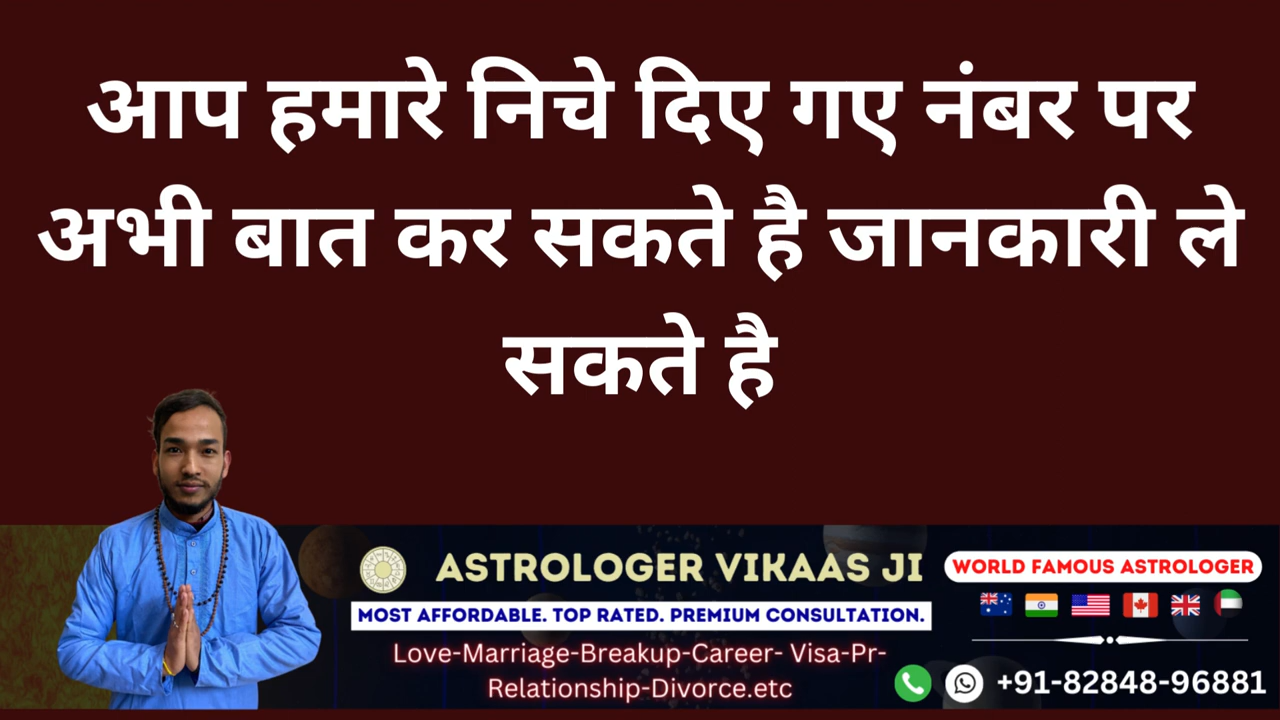 आप हमारे निचे दिए गए नंबर पर
अभी बात कर सकते है जानकारी ले
सकते है
ASTROLOGER VIKAAS JI
WORLD FAMOUS ASTROLOGER
MOST AFFORDABLE. TOP RATED. PREMIUM CONSULTATION.
Love-Marriage-Breakup-Career- Visa-Pr-
Relationship-Divorce.etc
+91-82848-96881